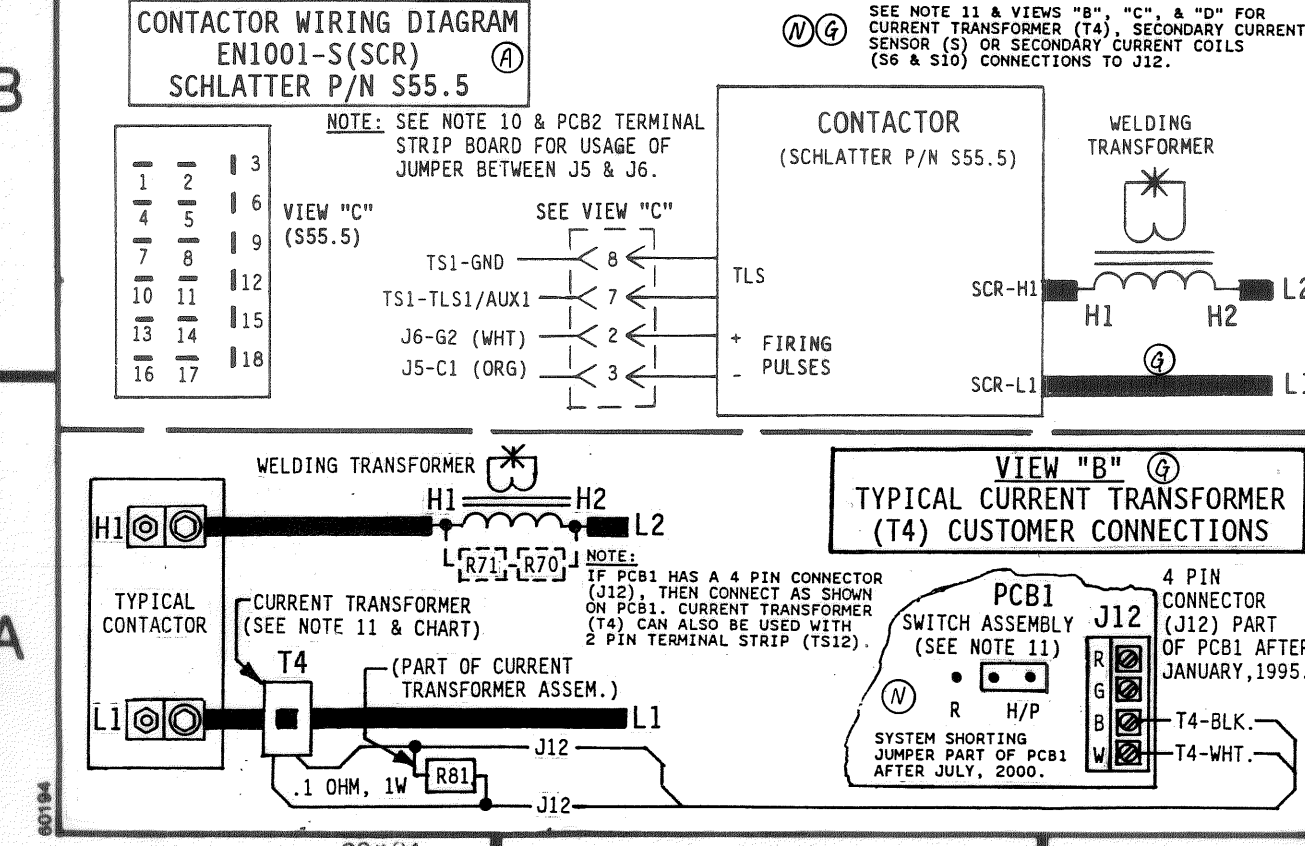 CONTACTOR WIRING DIAGRAM
EN1001-S(SCR)
SCHLATTER P/N S55.5
A
N G
SEE NOTE 11 & VIEWS "B", "C", & "D" FOR
CURRENT TRANSFORMER (T4), SECONDARY CURRENT
SENSOR (S) OR SECONDARY CURRENT COILS
(S6 & S10) CONNECTIONS TO J12.
B
NOTE: SEE NOTE 10 & PCB2 TERMINAL
STRIP BOARD FOR USAGE OF
JUMPER BETWEEN J5 & J6.
1 2 3
4 5 6
7 8 9
10 11 12
13 14 15
16 17 18
VIEW "C"
(S55.5)
SEE VIEW "C"
TS1-GND 8
TS1-TLS1/AUX1 7
J6-G2 (WHT) 2
J5-C1 (ORG) 3
CONTACTOR
(SCHLATTER P/N S55.5)
TLS
+ FIRING
- PULSES
SCR-H1
SCR-L1
WELDING
TRANSFORMER
H1 H2
L2
G
L1
WELDING TRANSFORMER
H1 H2
L2
R71 R70
H1
TYPICAL
CONTACTOR
L1
CURRENT TRANSFORMER
(SEE NOTE 11 & CHART)
T4
(PART OF CURRENT
TRANSFORMER ASSEM.)
L1
J12
.1 OHM, 1W
R81
J12
NOTE:
IF PCB1 HAS A 4 PIN CONNECTOR
(J12), THEN CONNECT AS SHOWN
ON PCB1. CURRENT TRANSFORMER
(T4) CAN ALSO BE USED WITH
2 PIN TERMINAL STRIP (TS12).
VIEW "B" G
TYPICAL CURRENT TRANSFORMER
(T4) CUSTOMER CONNECTIONS
PCB1
SWITCH ASSEMBLY
(SEE NOTE 11)
R H/P
N
SYSTEM SHORTING
JUMPER PART OF PCB1
AFTER JULY, 2000.
J12
R
G
B
W
4 PIN
CONNECTOR
(J12) PART
OF PCB1 AFTER
JANUARY,1995.
T4-BLK.
T4-WHT.
A
60194